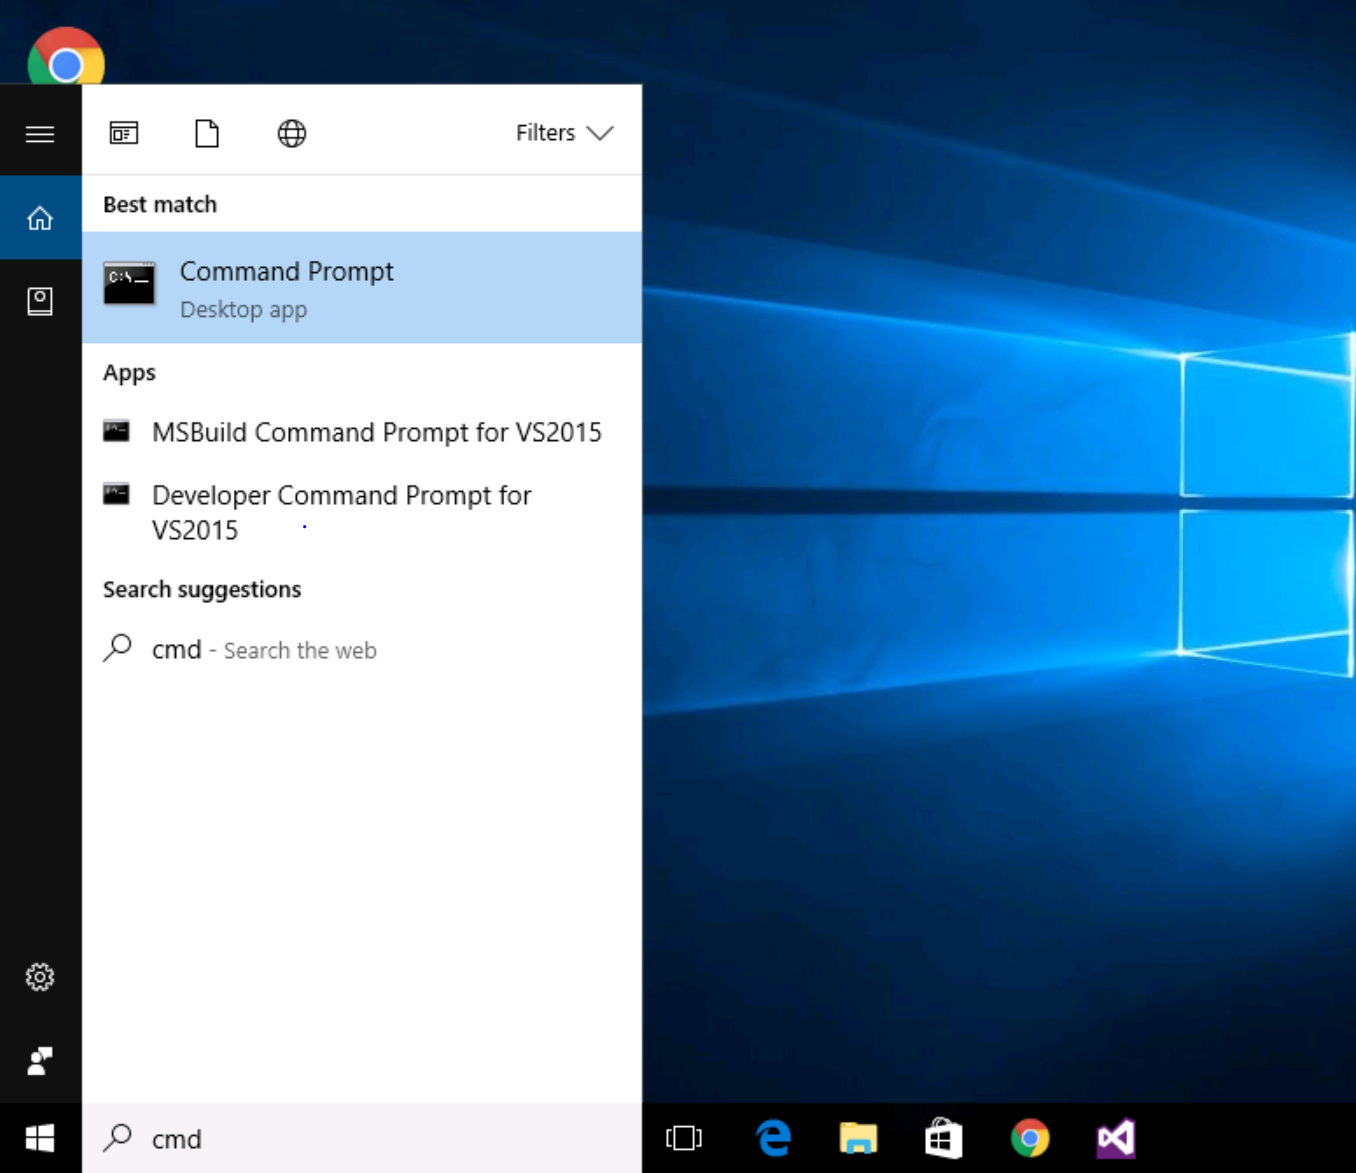 Filters
Best match
C:\_
Command Prompt
Desktop app
Apps
MSBuild Command Prompt for VS2015
Developer Command Prompt for
VS2015
Search suggestions
cmd - Search the web
cmd